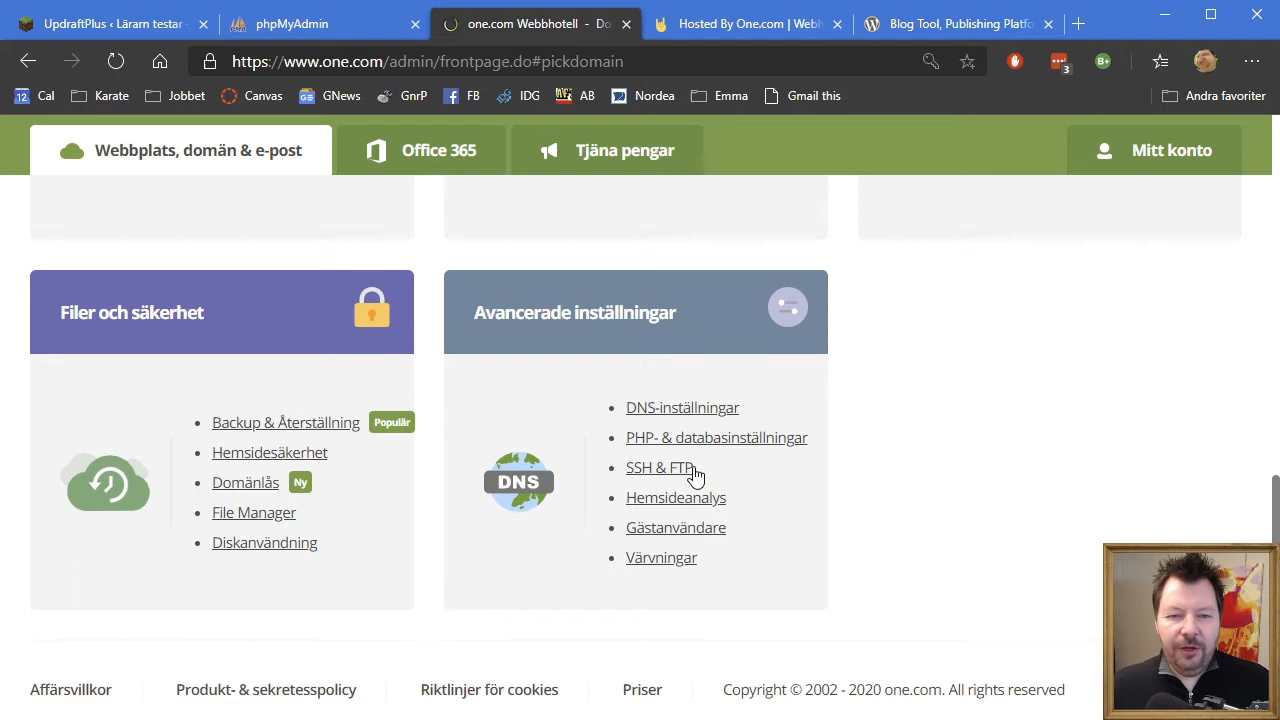 UpdraftPlus ‹ Lärarn testar -
phpMyAdmin
one.com Webbhotell - Do
Hosted By One.com | Webh
Blog Tool, Publishing Platfo
https://www.one.com/admin/frontpage.do#pickdomain
3
12 Cal
Karate
Jobbet
Canvas
GNews
GnrP
FB
IDG
AB
Nordea
Emma
Gmail this
Andra favoriter
Webbplats, domän & e-post
Office 365
Tjäna pengar
Mitt konto
Filer och säkerhet
Backup & Återställning Populär
Hemsidesäkerhet
Domänlås Ny
File Manager
Diskanvändning
Avancerade inställningar
DNS
DNS-inställningar
PHP- & databasinställningar
SSH & FTP
Hemsideanalys
Gästanvändare
Värvningar
Affärsvillkor
Produkt- & sekretesspolicy
Riktlinjer för cookies
Priser
Copyright © 2002 - 2020 one.com. All rights reserved